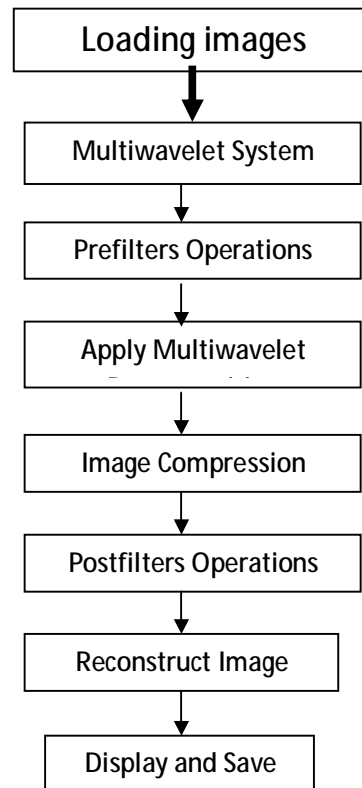 Loading images
Multiwavelet System
Prefilters Operations
Apply Multiwavelet
Image Compression
Postfilters Operations
Reconstruct Image
Display and Save